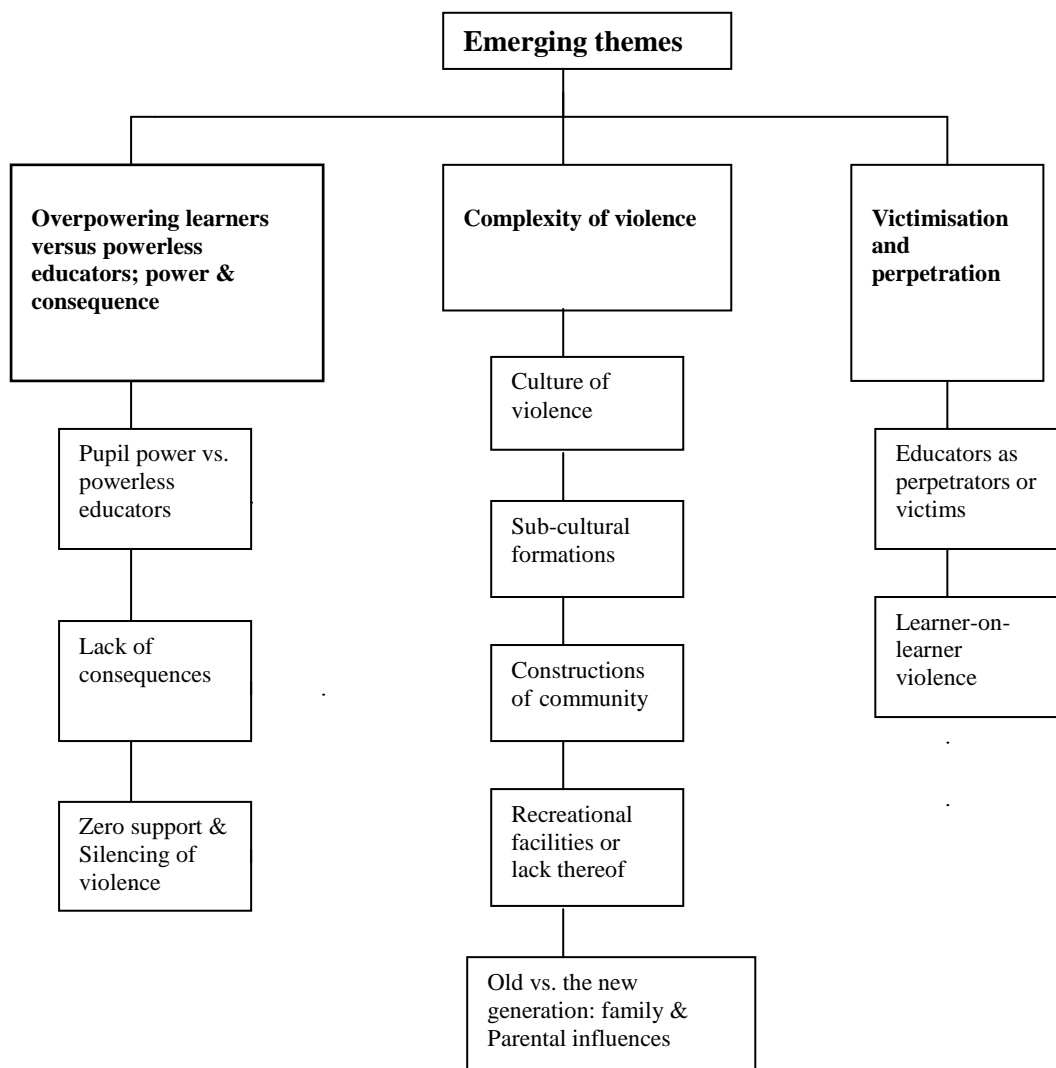 Emerging themes
Overpowering learners
versus powerless
educators; power &
consequence
Pupil power vs.
powerless
educators
Lack of
consequences
Zero support &
Silencing of
violence
Complexity of violence
Culture of
violence
Sub-cultural
formations
Constructions
of community
Recreational
facilities or
lack thereof
Old vs. the new
generation: family &
Parental influences
Victimisation
and
perpetration
Educators as
perpetrators or
victims
Learner-on-
learner
violence